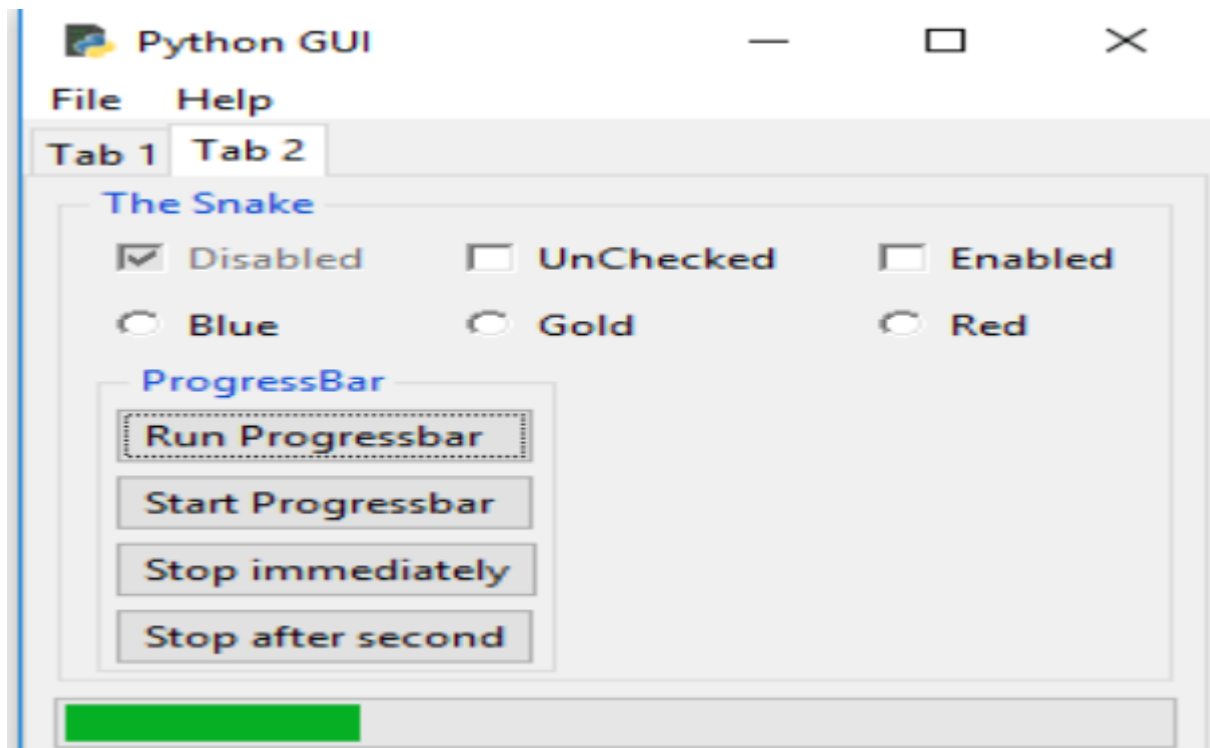 Python GUI
File Help
Tab 1 Tab 2
The Snake
Disabled UnChecked Enabled
Blue Gold Red
ProgressBar
Run Progressbar
Start Progressbar
Stop immediately
Stop after second